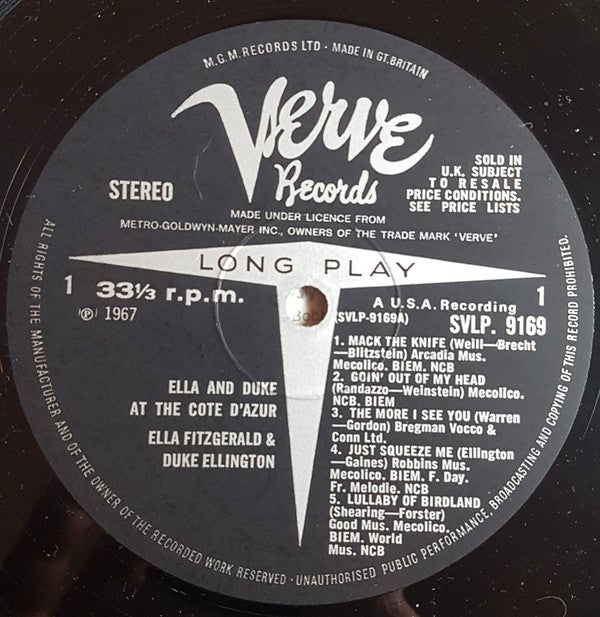 M.G.M. RECORDS LTD · MADE IN GT. BRITAIN
Verve
Records
STEREO
SOLD IN
U.K. SUBJECT
TO RESALE
PRICE CONDITIONS.
SEE PRICE LISTS
MADE UNDER LICENCE FROM
METRO-GOLDWYN-MAYER INC., OWNERS OF THE TRADE MARK 'VERVE'
LONG PLAY
1 33⅓ r.p.m.
℗ 1967
A U.S.A. Recording 1
(SVLP-9169A) SVLP. 9169
ELLA AND DUKE
AT THE COTE D'AZUR
ELLA FITZGERALD &
DUKE ELLINGTON
1. MACK THE KNIFE (Weill—Brecht
—Blitzstein) Arcadia Mus.
Mecolico. BIEM. NCB
2. GOIN' OUT OF MY HEAD
(Randazzo—Weinstein) Mecolico.
NCB. BIEM
3. THE MORE I SEE YOU (Warren
—Gordon) Bregman Vocco &
Conn Ltd.
4. JUST SQUEEZE ME (Ellington
—Gaines) Robbins Mus.
Mecolico. BIEM. F. Day.
Fr. Melodie. NCB
5. LULLABY OF BIRDLAND
(Shearing—Forster)
Good Mus. Mecolico.
BIEM. World
Mus. NCB
ALL RIGHTS OF THE MANUFACTURER AND OF THE OWNER OF THE RECORDED WORK RESERVED · UNAUTHORISED PUBLIC PERFORMANCE, BROADCASTING AND COPYING OF THIS RECORD PROHIBITED.